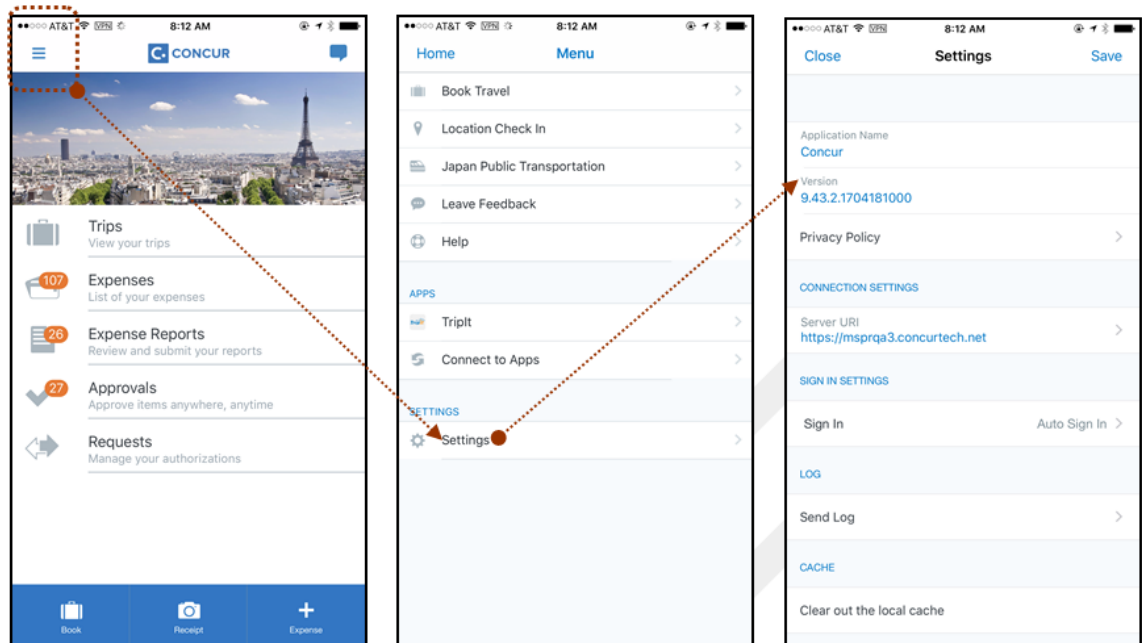 AT&T VPN 8:12 AM
CONCUR
Trips
View your trips
107
Expenses
List of your expenses
26
Expense Reports
Review and submit your reports
27
Approvals
Approve items anywhere, anytime
Requests
Manage your authorizations
Book Receipt Expense
AT&T VPN 8:12 AM
Home Menu
Book Travel
Location Check In
Japan Public Transportation
Leave Feedback
Help
APPS
TripIt
Connect to Apps
SETTINGS
Settings
AT&T VPN 8:12 AM
Close Settings Save
Application Name
Concur
Version
9.43.2.1704181000
Privacy Policy
CONNECTION SETTINGS
Server URI
https://msprqa3.concurtech.net
SIGN IN SETTINGS
Sign In Auto Sign In
LOG
Send Log
CACHE
Clear out the local cache